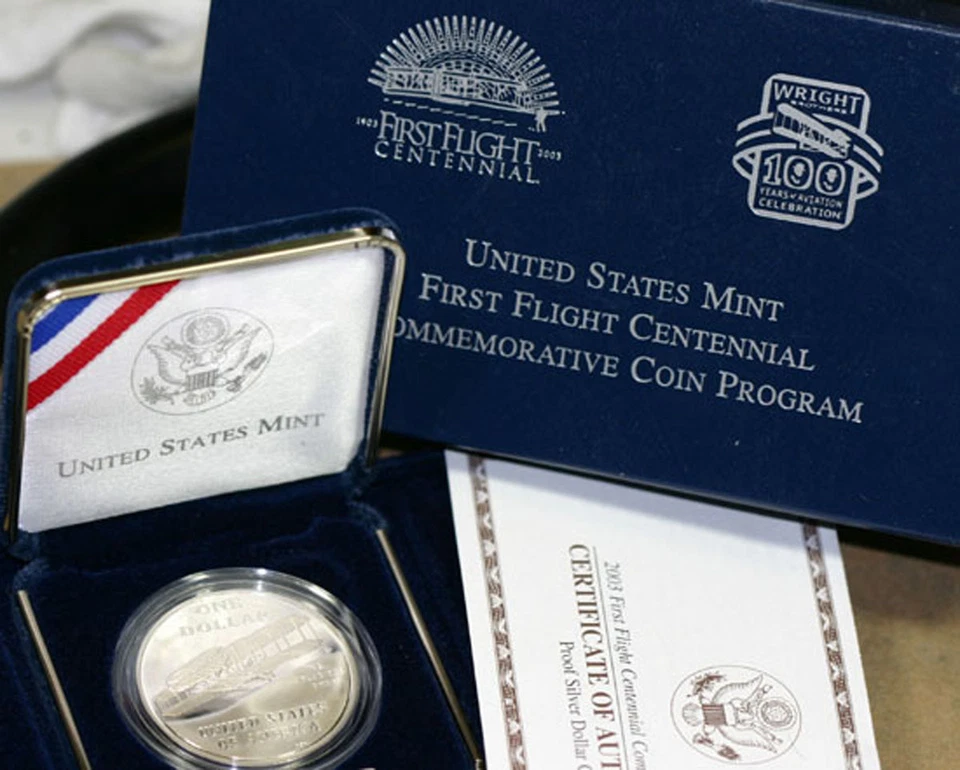 1903 FIRST FLIGHT 2003
CENTENNIAL
WRIGHT
BROTHERS
100
YEARS of AVIATION
CELEBRATION
UNITED STATES MINT
FIRST FLIGHT CENTENNIAL
OMMEMORATIVE COIN PROGRAM
UNITED STATES MINT
ONE
DOLLAR
UNITED STATES
OF AMERICA
2003 First Flight Centennial Com
CERTIFICATE OF AUT
Proof Silver Dollar C